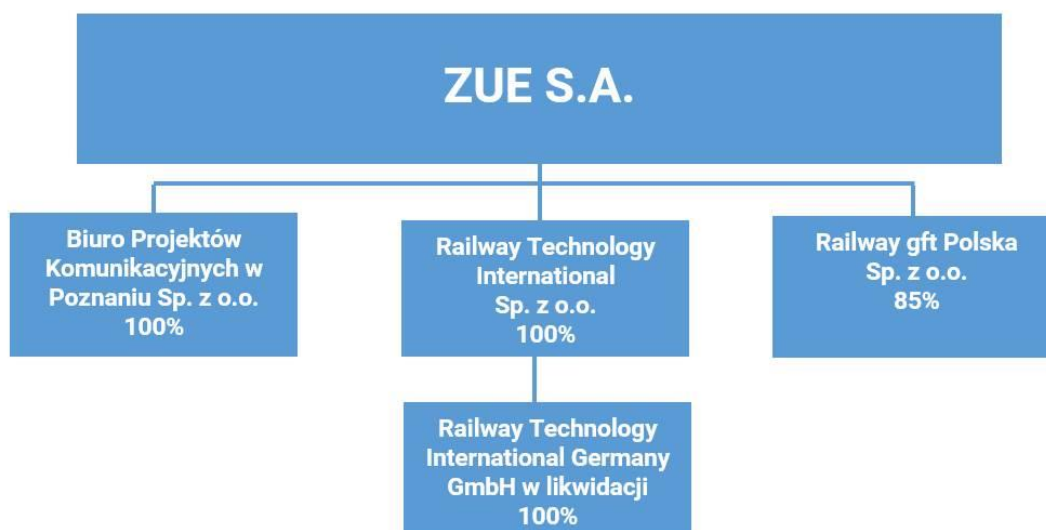 ZUE S.A.
Biuro Projektów
Komunikacyjnych w
Poznaniu Sp. z o.o.
100%
Railway Technology
International
Sp. z o.o.
100%
Railway gft Polska
Sp. z o.o.
85%
Railway Technology
International Germany
GmbH w likwidacji
100%